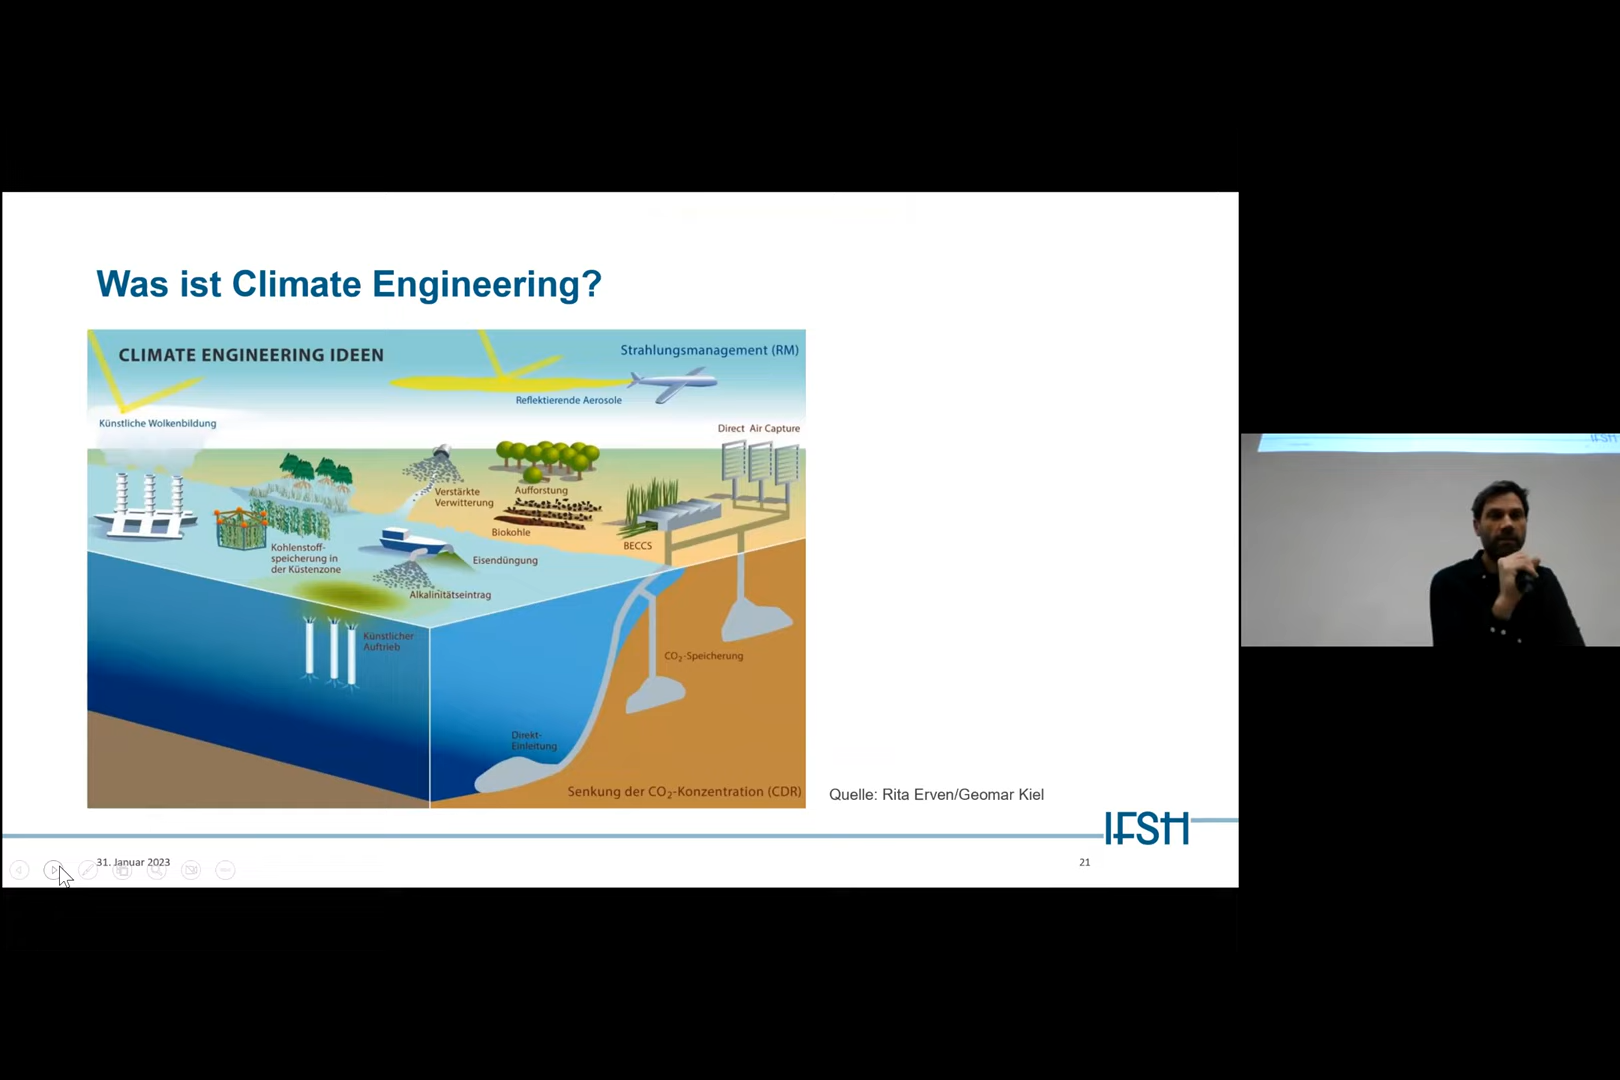 Was ist Climate Engineering?
CLIMATE ENGINEERING IDEEN
Strahlungsmanagement (RM)
Reflektierende Aerosole
Künstliche Wolkenbildung
Direct Air Capture
Verstärkte
Verwitterung
Aufforstung
Biokohle
BECCS
Kohlenstoff-
speicherung in
der Küstenzone
Eisendüngung
Alkalinitätseintrag
Künstlicher
Auftrieb
CO₂-Speicherung
Direkt-
Einleitung
Senkung der CO₂-Konzentration (CDR)
Quelle: Rita Erven/Geomar Kiel
IFSH
31. Januar 2023
21
IFSH